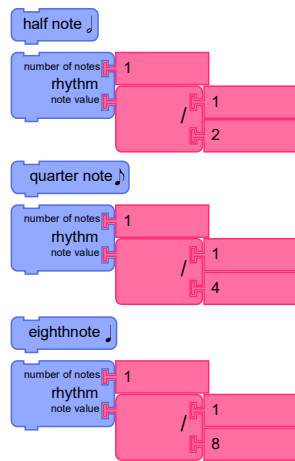 half note 𝅗𝅥
number of notes 1
rhythm
note value / 1
2
quarter note ♪
number of notes 1
rhythm
note value / 1
4
eighthnote ♩
number of notes 1
rhythm
note value / 1
8